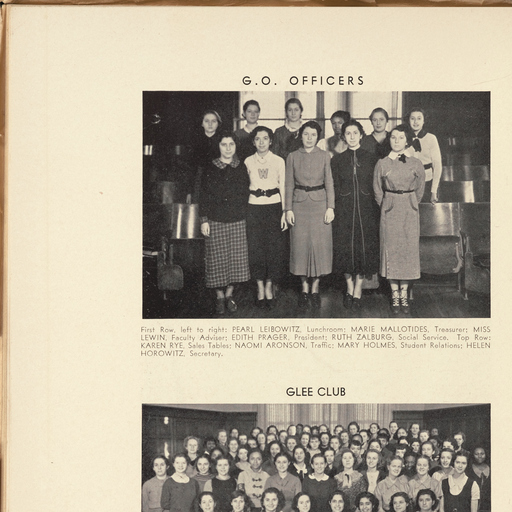 G.O. OFFICERS
First Row, left to right: PEARL LEIBOWITZ, Lunchroom; MARIE MALLOTIDES, Treasurer; MISS
LEWIN, Faculty Adviser; EDITH PRAGER, President; RUTH ZALBURG, Social Service. Top Row:
KAREN RYE, Sales Tables; NAOMI ARONSON, Traffic; MARY HOLMES, Student Relations; HELEN
HOROWITZ, Secretary.
GLEE CLUB